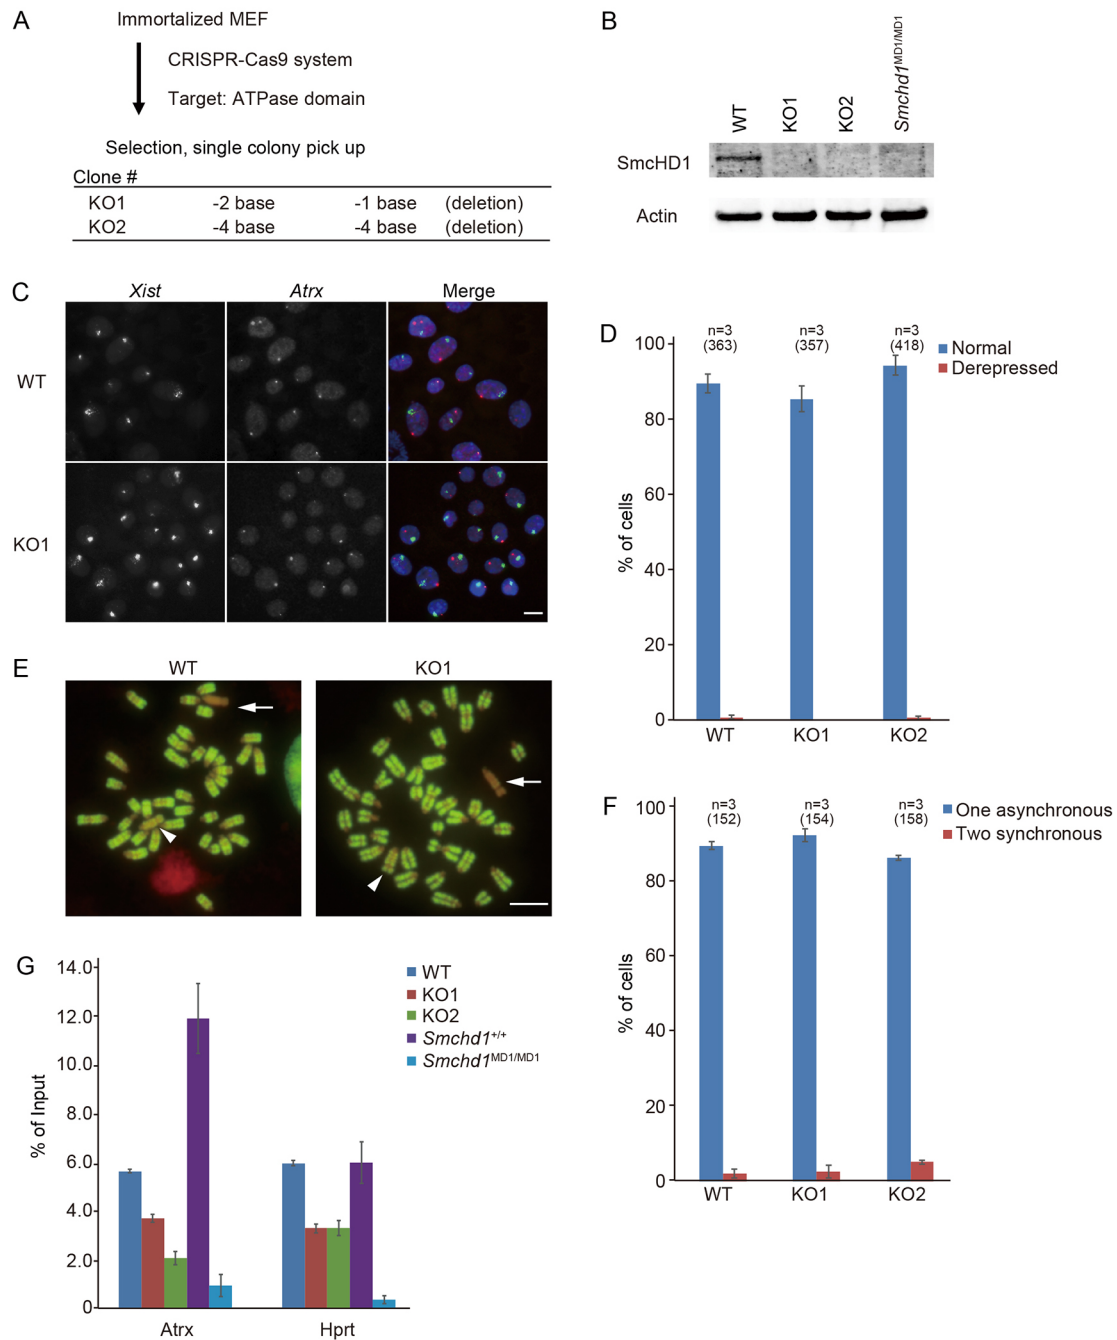 A
Immortalized MEF
CRISPR-Cas9 system
Target: ATPase domain
Selection, single colony pick up
Clone #
KO1 -2 base -1 base (deletion)
KO2 -4 base -4 base (deletion)
B
WT KO1 KO2 Smchd1MD1/MD1
SmcHD1
Actin
C
Xist Atrx Merge
WT
KO1
D
n=3 n=3 n=3
(363) (357) (418)
Normal
Derepressed
100
80
60
40
20
0
% of cells
WT KO1 KO2
E
WT KO1
F
n=3 n=3 n=3
(152) (154) (158)
One asynchronous
Two synchronous
100
80
60
40
20
0
% of cells
WT KO1 KO2
G
14.0
12.0
10.0
8.0
6.0
4.0
2.0
0
% of Input
WT
KO1
KO2
Smchd1+/+
Smchd1MD1/MD1
Atrx Hprt